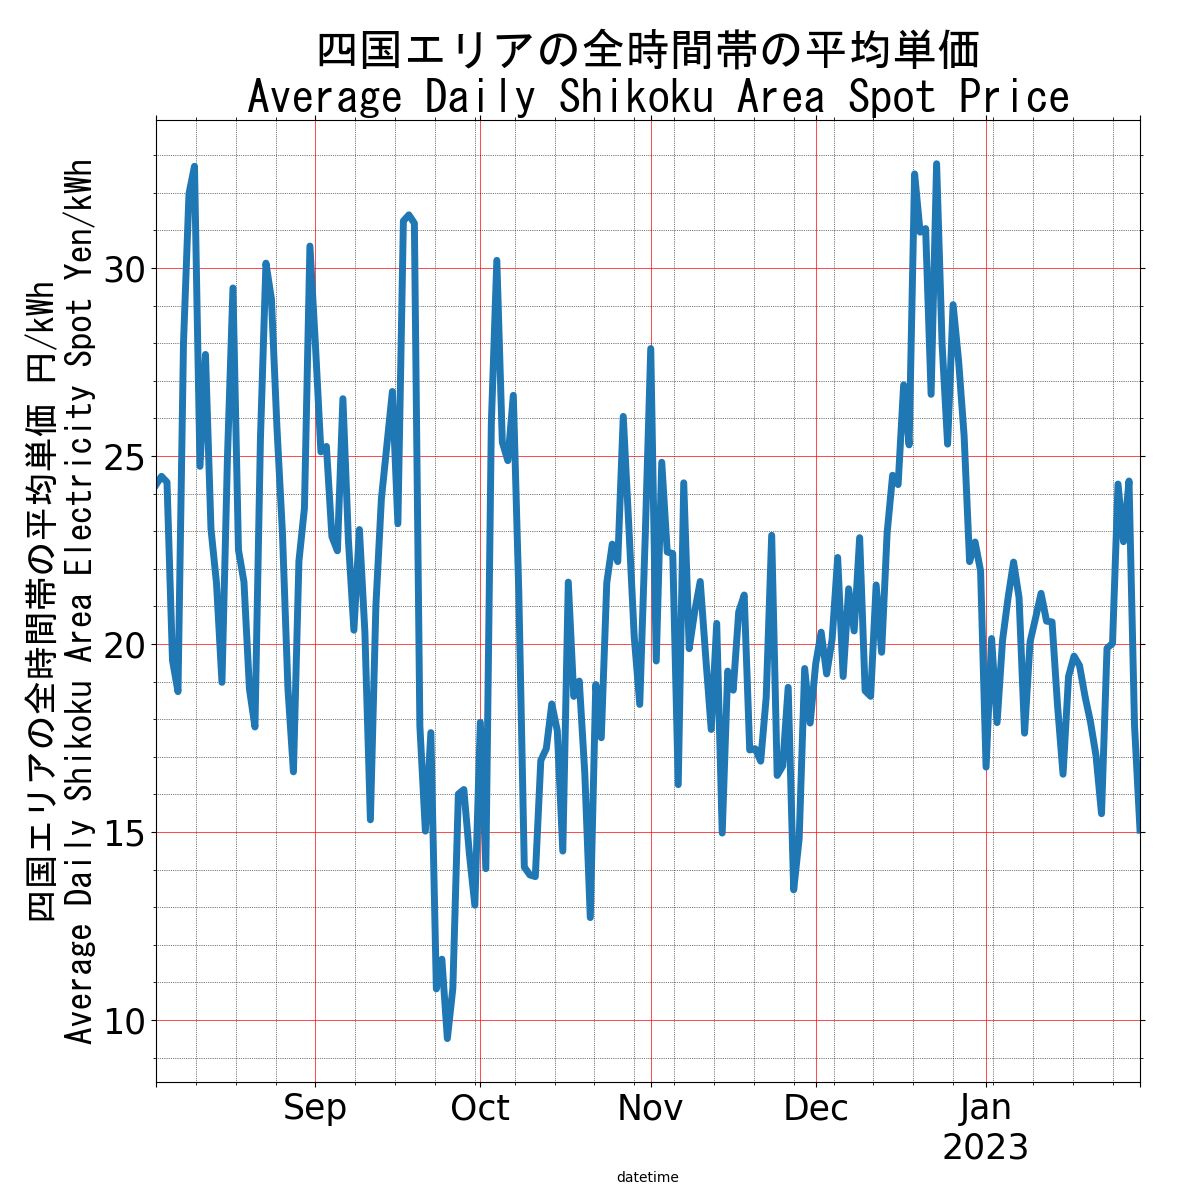 四国エリアの全時間帯の平均単価
Average Daily Shikoku Area Spot Price
四国エリアの全時間帯の平均単価 円/kWh
Average Daily Shikoku Area Electricity Spot Yen/kWh
30
25
20
15
10
Sep
Oct
Nov
Dec
Jan
2023
datetime